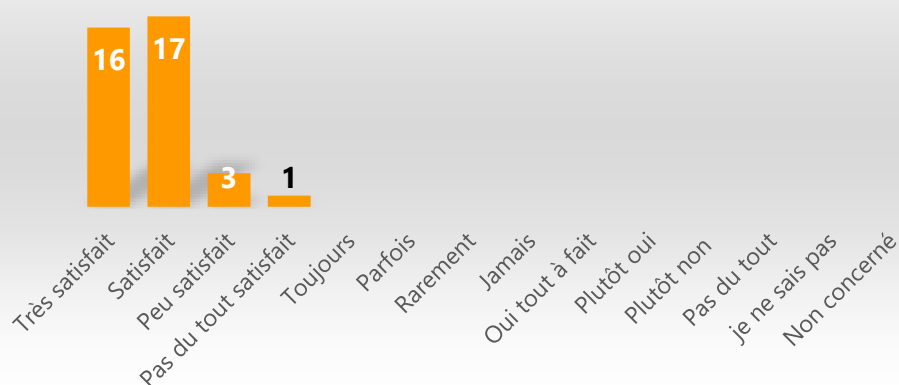 16
17
3
1
Très satisfait
Satisfait
Peu satisfait
Pas du tout satisfait
Toujours
Parfois
Rarement
Jamais
Oui tout à fait
Plutôt oui
Plutôt non
Pas du tout
je ne sais pas
Non concerné